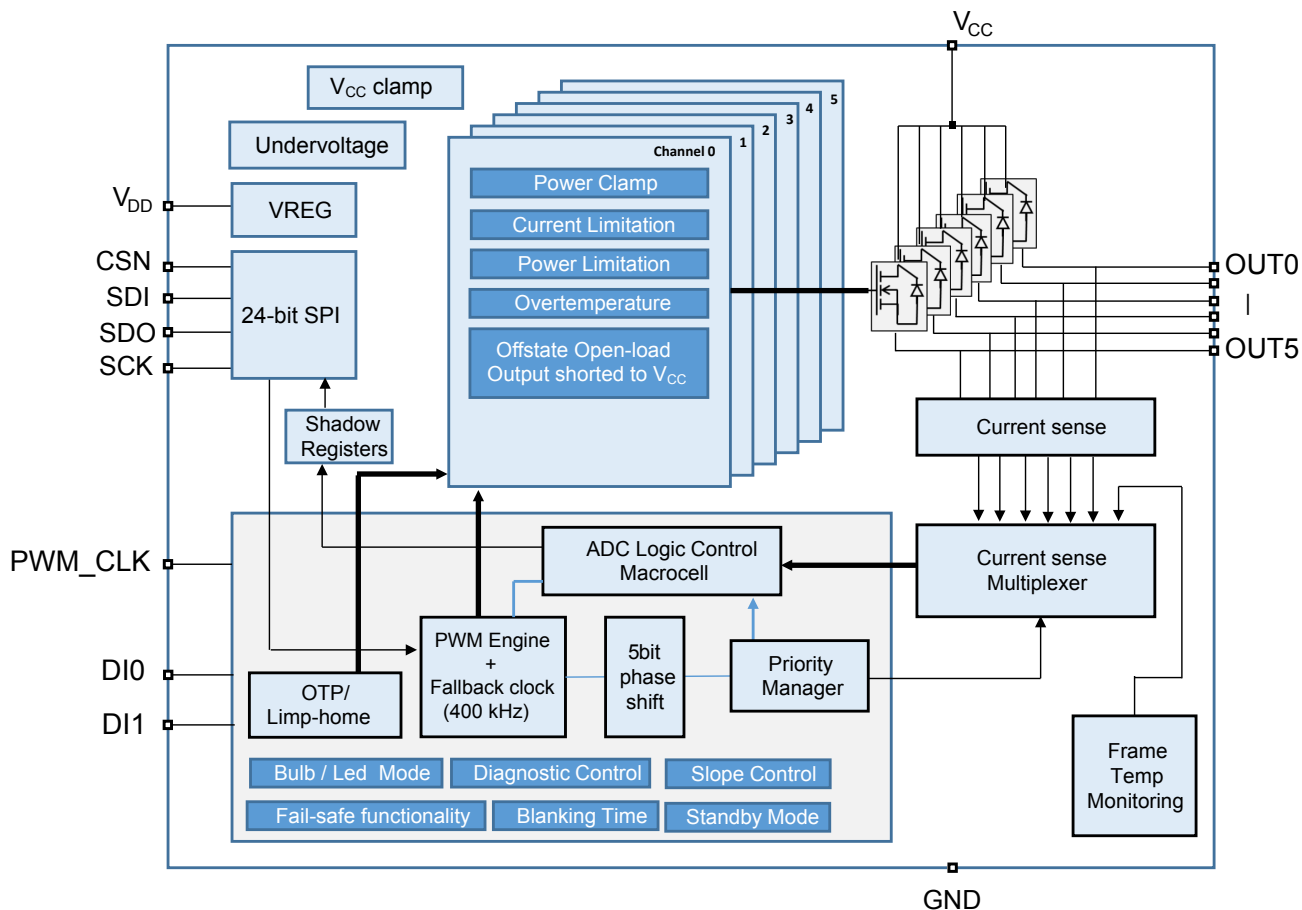 V_CC
V_CC clamp
5
4
3
2
1
Channel 0
Undervoltage
Power Clamp
V_DD
VREG
Current Limitation
CSN
SDI
SDO
SCK
24-bit SPI
Power Limitation
Overtemperature
Offstate Open-load
Output shorted to V_CC
OUT0
|
OUT5
Shadow
Registers
Current sense
PWM_CLK
ADC Logic Control
Macrocell
Current sense
Multiplexer
DI0
DI1
OTP/
Limp-home
PWM Engine
+
Fallback clock
(400 kHz)
5bit
phase
shift
Priority
Manager
Frame
Temp
Monitoring
Bulb / Led Mode
Diagnostic Control
Slope Control
Fail-safe functionality
Blanking Time
Standby Mode
GND